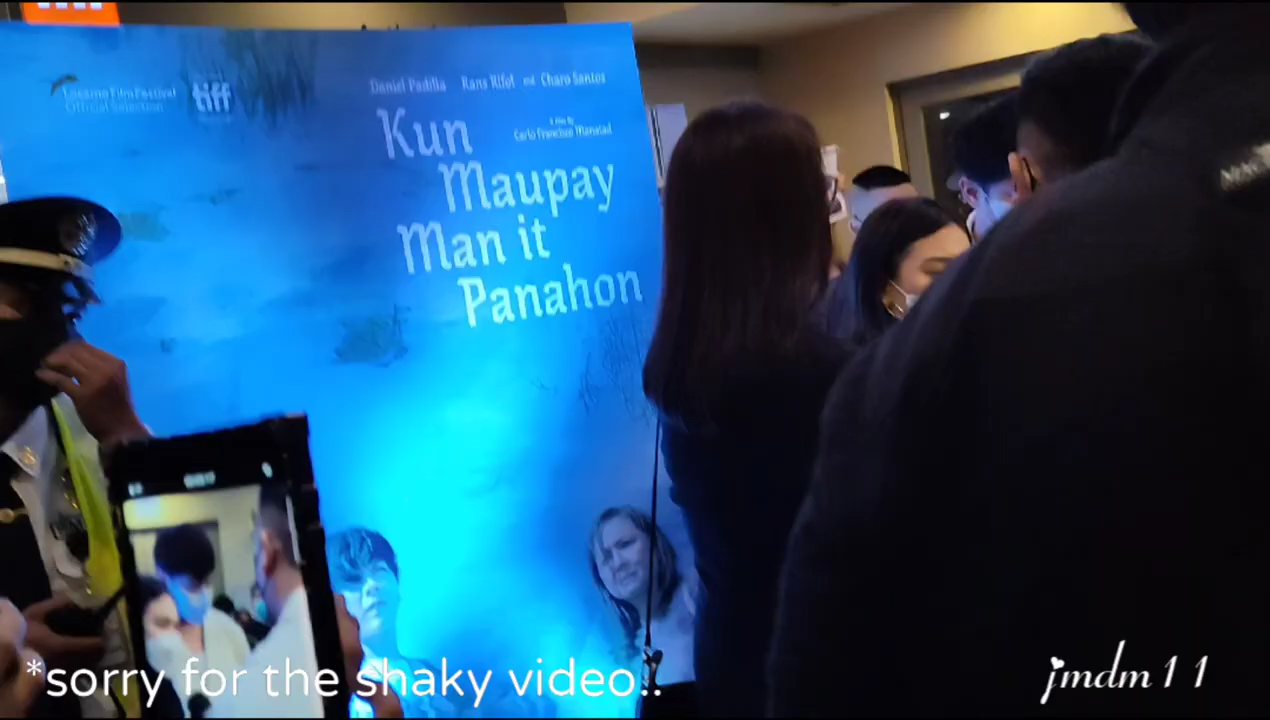 Locarno Film Festival
Official Selection
tiff
Daniel Padilla Rans Rifol and Charo Santos
Kun
a film by
Carlo Francisco Manatad
Maupay
Man it
Panahon
*sorry for the shaky video..
jmdm11